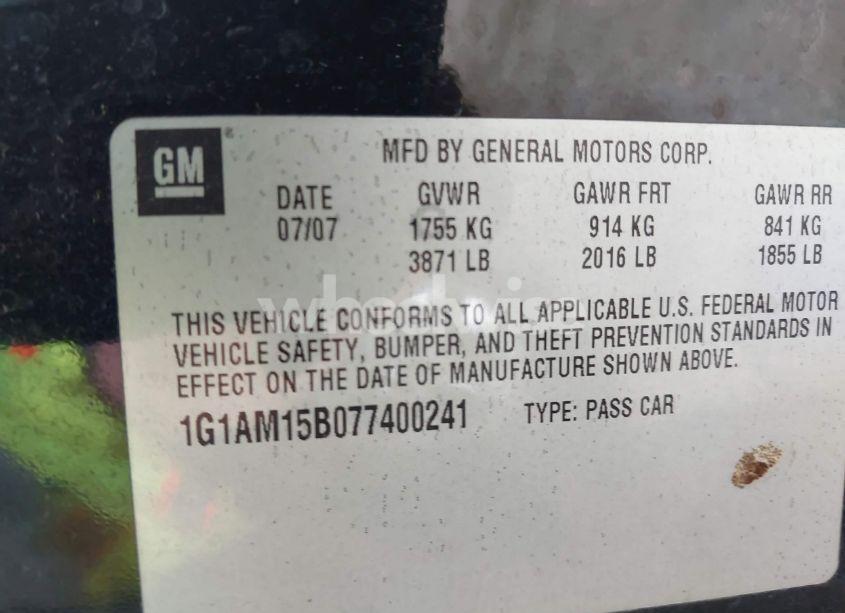 GM
MFD BY GENERAL MOTORS CORP.
DATE GVWR GAWR FRT GAWR RR
07/07 1755 KG 914 KG 841 KG
3871 LB 2016 LB 1855 LB
THIS VEHICLE CONFORMS TO ALL APPLICABLE U.S. FEDERAL MOTOR
VEHICLE SAFETY, BUMPER, AND THEFT PREVENTION STANDARDS IN
EFFECT ON THE DATE OF MANUFACTURE SHOWN ABOVE.
1G1AM15B077400241 TYPE: PASS CAR